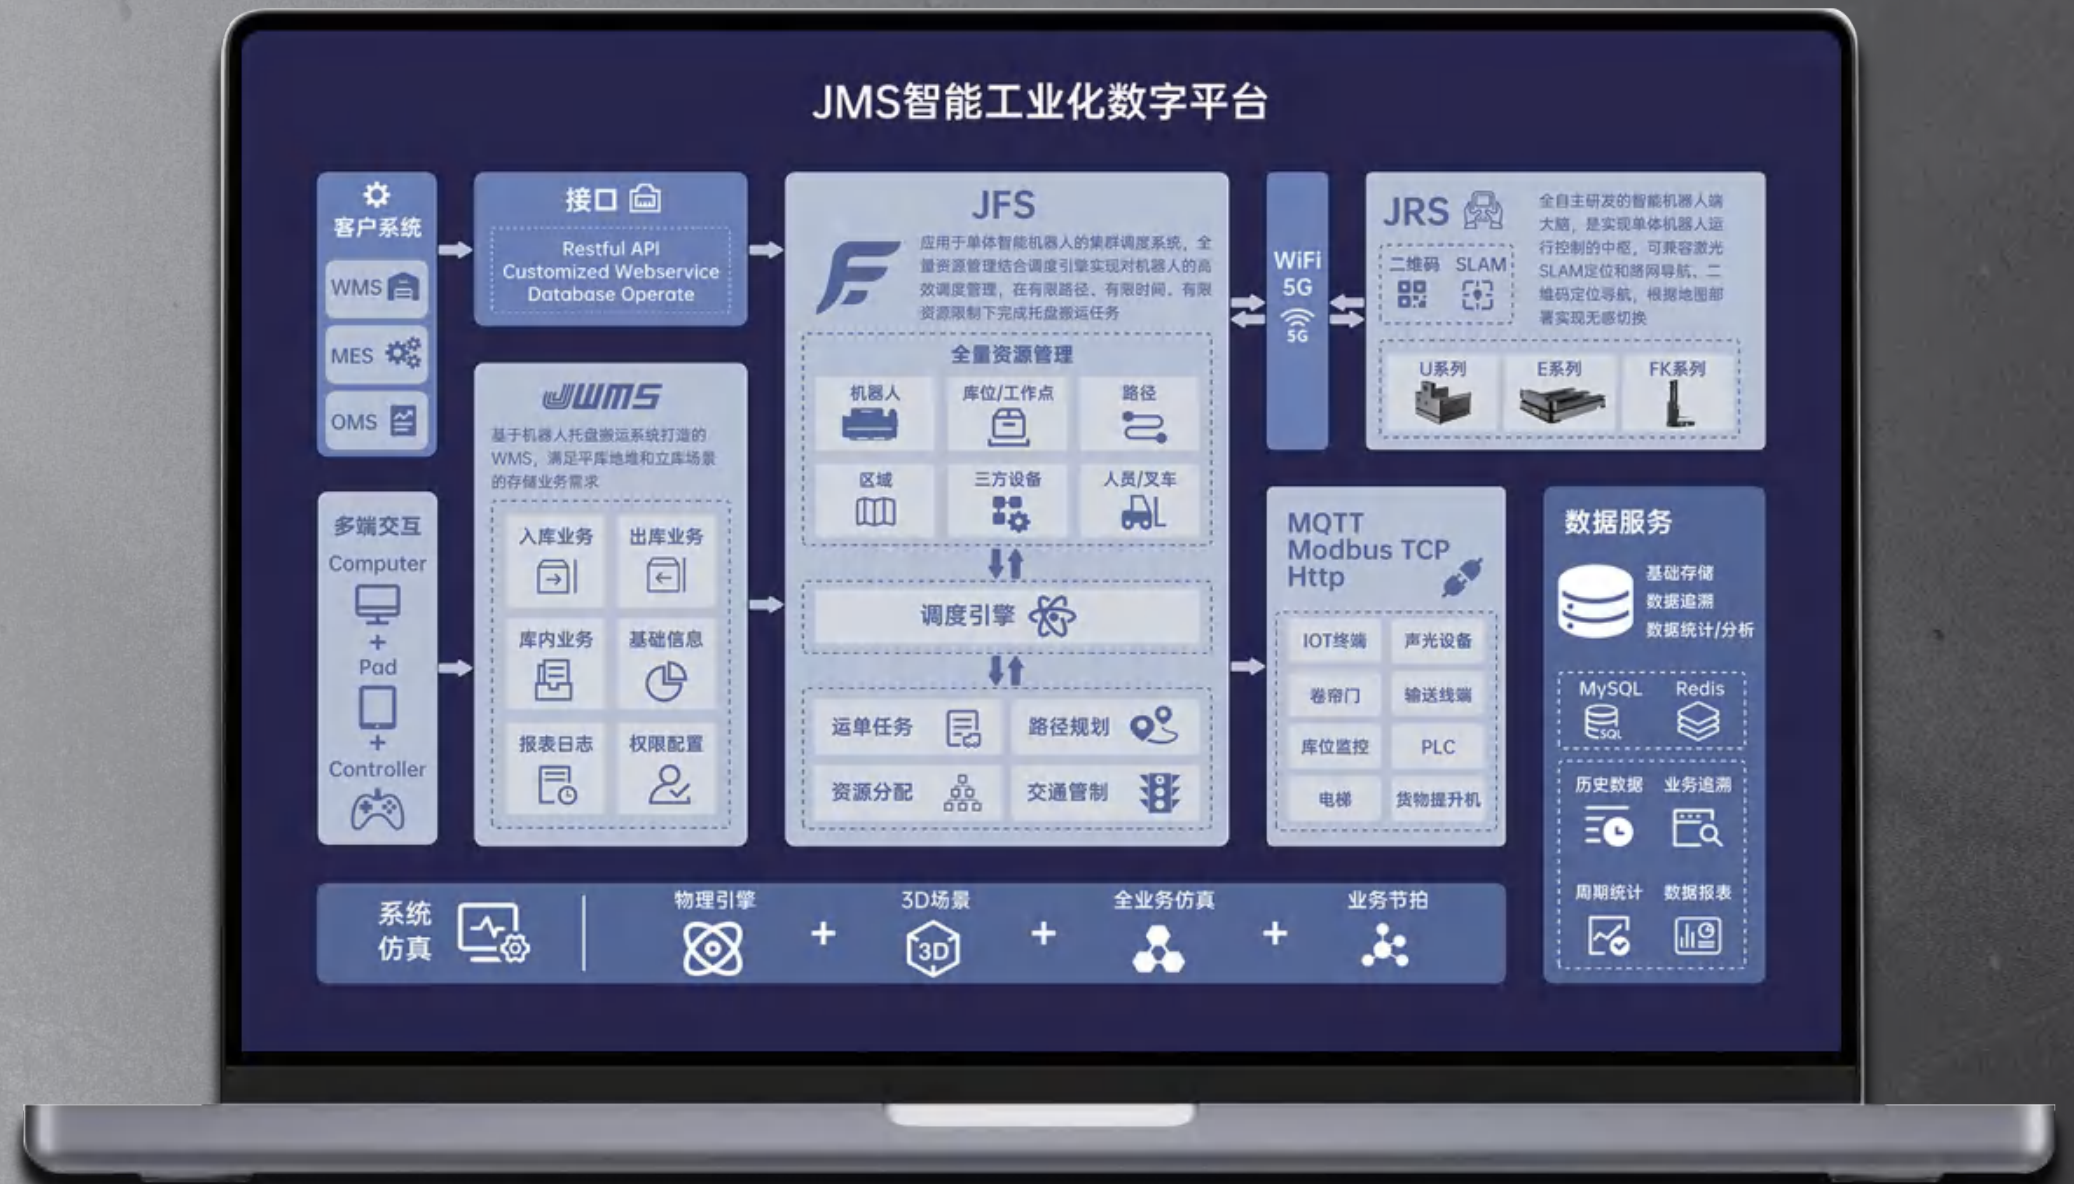 JMS智能工业化数字平台
客户系统
WMS
MES
OMS
接口
Restful API
Customized Webservice
Database Operate
多端交互
Computer
+
Pad
+
Controller
JWMS
基于机器人托盘搬运系统打造的
WMS，满足平库地堆和立库场景
的存储业务需求
入库业务 出库业务
库内业务 基础信息
报表日志 权限配置
JFS
应用于单体智能机器人的集群调度系统，全
量资源管理结合调度引擎实现对机器人的高
效调度管理，在有限路径、有限时间、有限
资源限制下完成托盘搬运任务
全量资源管理
机器人 库位/工作点 路径
区域 三方设备 人员/叉车
调度引擎
运单任务 路径规划
资源分配 交通管制
WiFi
5G
5G
JRS
全自主研发的智能机器人端
大脑，是实现单体机器人运
行控制的中枢，可兼容激光
SLAM定位和路网导航、二
维码定位导航，根据地图部
署实现无感切换
二维码 SLAM
U系列 E系列 FK系列
MQTT
Modbus TCP
Http
IOT终端 声光设备
卷帘门 输送线端
库位监控 PLC
电梯 货物提升机
数据服务
基础存储
数据追溯
数据统计/分析
MySQL Redis
SQL
历史数据 业务追溯
周期统计 数据报表
系统
仿真
物理引擎 + 3D场景 + 全业务仿真 + 业务节拍
3D